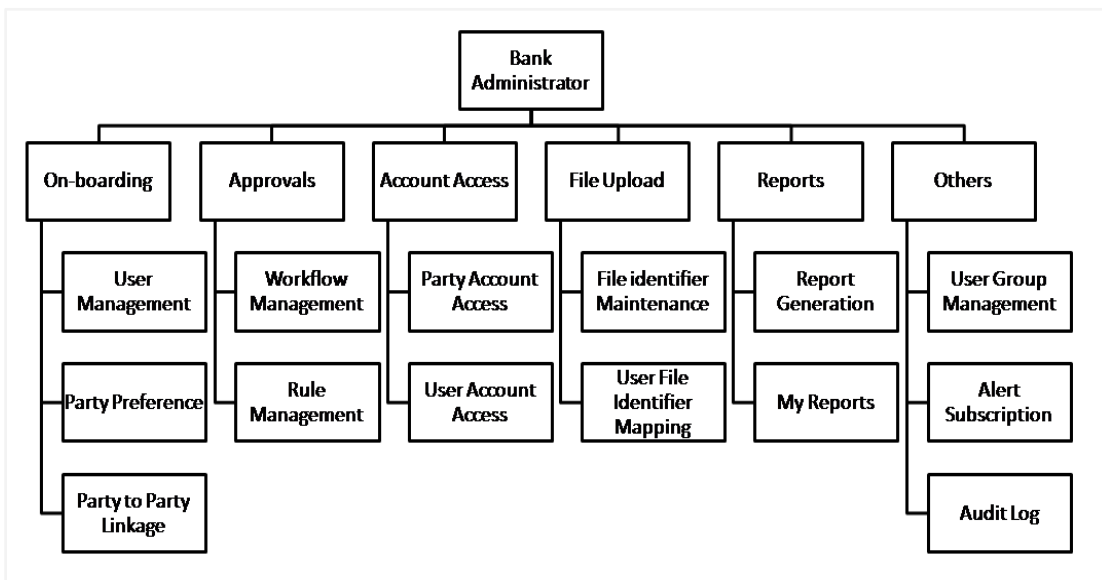 Bank
Administrator
On-boarding
Approvals
Account Access
File Upload
Reports
Others
User
Management
Workflow
Management
Party Account
Access
File identifier
Maintenance
Report
Generation
User Group
Management
Party Preference
Rule
Management
User Account
Access
User File
Identifier
Mapping
My Reports
Alert
Subscription
Party to Party
Linkage
Audit Log